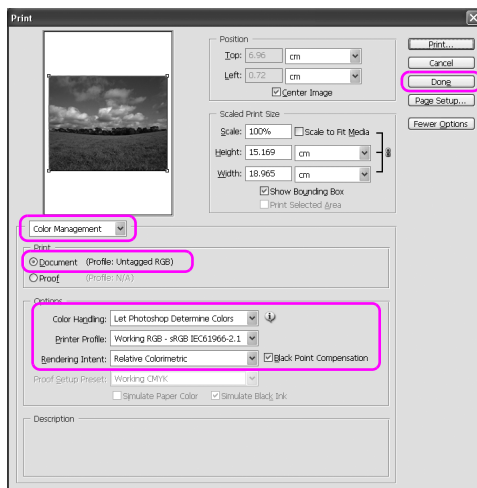 Print
Position
Top: 6.96 cm
Left: 0.72 cm
Center Image
Print...
Cancel
Done
Page Setup...
Fewer Options
Scaled Print Size
Scale: 100% Scale to Fit Media
Height: 15.169 cm
Width: 18.965 cm
Show Bounding Box
Print Selected Area
Color Management
Print
Document (Profile: Untagged RGB)
Proof (Profile: N/A)
Options
Color Handling: Let Photoshop Determine Colors
Printer Profile: Working RGB - sRGB IEC61966-2.1
Rendering Intent: Relative Colorimetric Black Point Compensation
Proof Setup Preset: Working CMYK
Simulate Paper Color Simulate Black Ink
Description